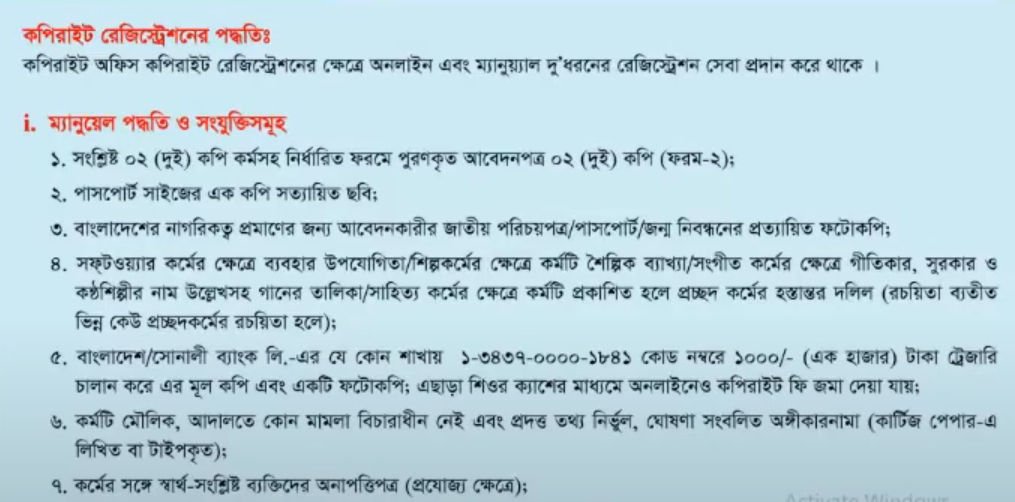 কপিরাইট রেজিস্ট্রেশনের পদ্ধতিঃ
কপিরাইট অফিস কপিরাইট রেজিস্ট্রেশনের ক্ষেত্রে অনলাইন এবং ম্যানুয়্যাল দু'ধরনের রেজিস্ট্রেশন সেবা প্রদান করে থাকে ।
i. ম্যানুয়েল পদ্ধতি ও সংযুক্তিসমূহ
১. সংশ্লিষ্ট ০২ (দুই) কপি কর্মসহ নির্ধারিত ফরমে পুরণকৃত আবেদনপত্র ০২ (দুই) কপি (ফরম-২);
২. পাসপোর্ট সাইজের এক কপি সত্যায়িত ছবি;
৩. বাংলাদেশের নাগরিকত্ব প্রমাণের জন্য আবেদনকারীর জাতীয় পরিচয়পত্র/পাসপোর্ট/জন্ম নিবন্ধনের প্রত্যায়িত ফটোকপি;
৪. সফ্টওয়্যার কর্মের ক্ষেত্রে ব্যবহার উপযোগিতা/শিল্পকর্মের ক্ষেত্রে কর্মটি শৈল্পিক ব্যাখ্যা/সংগীত কর্মের ক্ষেত্রে গীতিকার, সুরকার ও
কণ্ঠশিল্পীর নাম উল্লেখসহ গানের তালিকা/সাহিত্য কর্মের ক্ষেত্রে কর্মটি প্রকাশিত হলে প্রচ্ছদ কর্মের হস্তান্তর দলিল (রচয়িতা ব্যতীত
ভিন্ন কেউ প্রচ্ছদকর্মের রচয়িতা হলে);
৫. বাংলাদেশ/সোনালী ব্যাংক লি.-এর যে কোন শাখায় ১-৩৪৩৭-০০০০-১৮৪১ কোড নম্বরে ১০০০/- (এক হাজার) টাকা ট্রেজারি
চালান করে এর মূল কপি এবং একটি ফটোকপি; এছাড়া শিওর ক্যাশের মাধ্যমে অনলাইনেও কপিরাইট ফি জমা দেয়া যায়;
৬. কর্মটি মৌলিক, আদালতে কোন মামলা বিচারাধীন নেই এবং প্রদত্ত তথ্য নির্ভুল, ঘোষণা সংবলিত অঙ্গীকারনামা (কার্টিজ পেপার-এ
লিখিত বা টাইপকৃত);
৭. কর্মের সঙ্গে স্বার্থ-সংশ্লিষ্ট ব্যক্তিদের অনাপত্তিপত্র (প্রযোজ্য ক্ষেত্রে);
Activate Windows